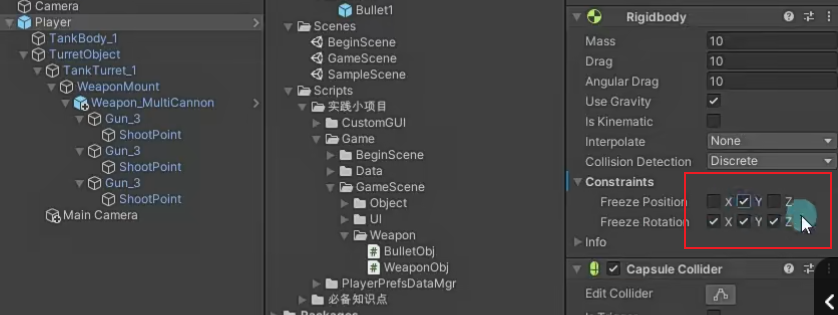 Camera
Player
TankBody_1
TurretObject
TankTurret_1
WeaponMount
Weapon_MultiCannon
Gun_3
ShootPoint
Gun_3
ShootPoint
Gun_3
ShootPoint
Main Camera
Bullet1
Scenes
BeginScene
GameScene
SampleScene
Scripts
实践小项目
CustomGUI
Game
BeginScene
Data
GameScene
Object
UI
Weapon
BulletObj
WeaponObj
PlayerPrefsDataMgr
必备知识点
Packages
Rigidbody
Mass 10
Drag 10
Angular Drag 10
Use Gravity
Is Kinematic
Interpolate None
Collision Detection Discrete
Constraints
Freeze Position X Y Z
Freeze Rotation X Y Z
Info
Capsule Collider
Edit Collider
Is Trigger